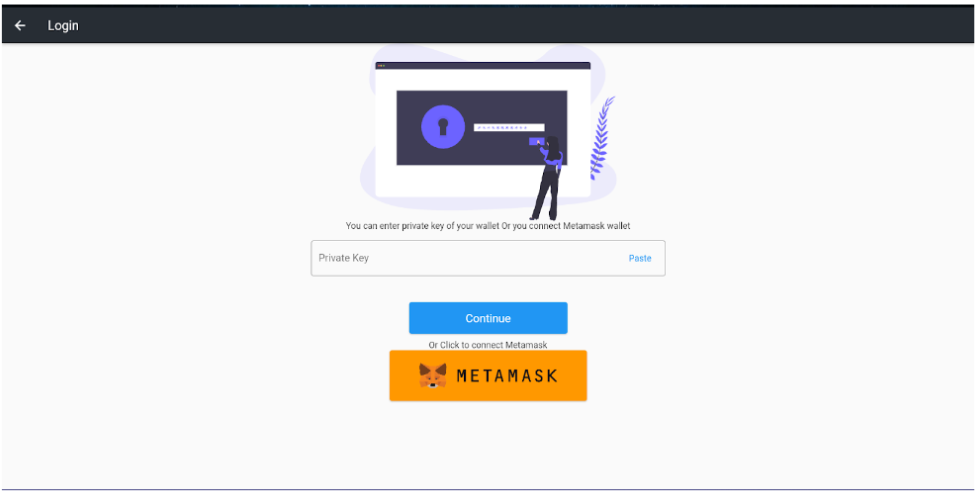 Login
You can enter private key of your wallet Or you connect Metamask wallet
Private Key Paste
Continue
Or Click to connect Metamask
METAMASK